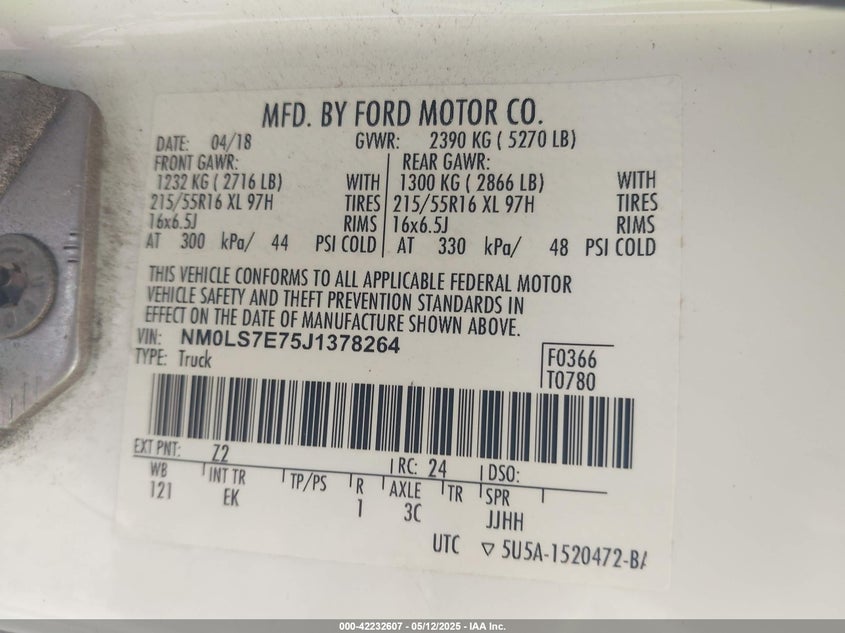 MFD. BY FORD MOTOR CO.
DATE: 04/18 GVWR: 2390 KG ( 5270 LB)
FRONT GAWR: REAR GAWR:
1232 KG ( 2716 LB) WITH 1300 KG ( 2866 LB) WITH
215/55R16 XL 97H TIRES 215/55R16 XL 97H TIRES
16x6.5J RIMS 16x6.5J RIMS
AT 300 kPa/ 44 PSI COLD AT 330 kPa/ 48 PSI COLD
THIS VEHICLE CONFORMS TO ALL APPLICABLE FEDERAL MOTOR
VEHICLE SAFETY AND THEFT PREVENTION STANDARDS IN
EFFECT ON THE DATE OF MANUFACTURE SHOWN ABOVE.
VIN: NM0LS7E75J1378264
TYPE: Truck
F0366
T0780
EXT PNT: Z2 RC: 24 DSO:
WB INT TR TP/PS R AXLE TR SPR
121 EK 1 3C JJHH
UTC ▽ 5U5A-1520472-BA
000-42232607 - 05/12/2025 - IAA Inc.